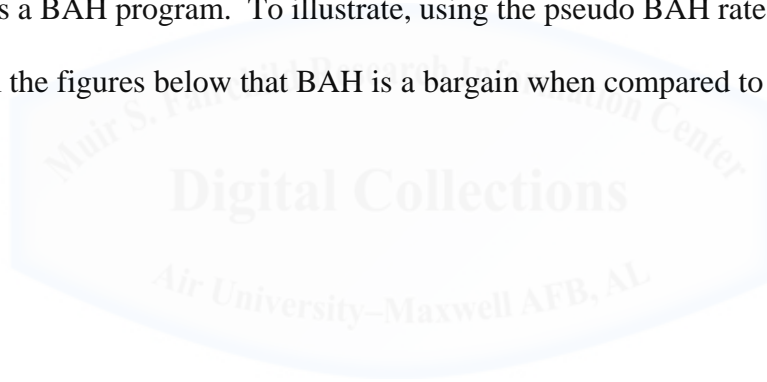 s a BAH program.  To illustrate, using the pseudo BAH rate
the figures below that BAH is a bargain when compared to
Muir S. Fairchild Research Information Center
Digital Collections
Air University–Maxwell AFB, AL